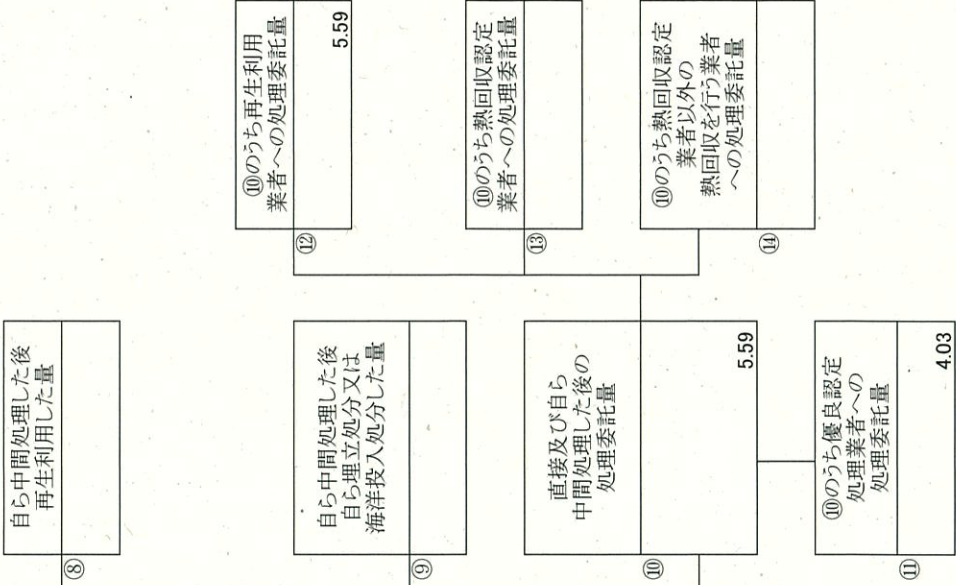 ⑧
自ら中間処理した後
再生利用した量
⑨
自ら中間処理した後
自ら埋立処分又は
海洋投入処分した量
⑩
直接及び自ら
中間処理した後の
処理委託量
5.59
⑪
⑩のうち優良認定
処理業者への
処理委託量
4.03
⑫
⑩のうち再生利用
業者への処理委託量
5.59
⑬
⑩のうち熱回収認定
業者への処理委託量
⑭
⑩のうち熱回収認定
業者以外の
熱回収を行う業者
への処理委託量